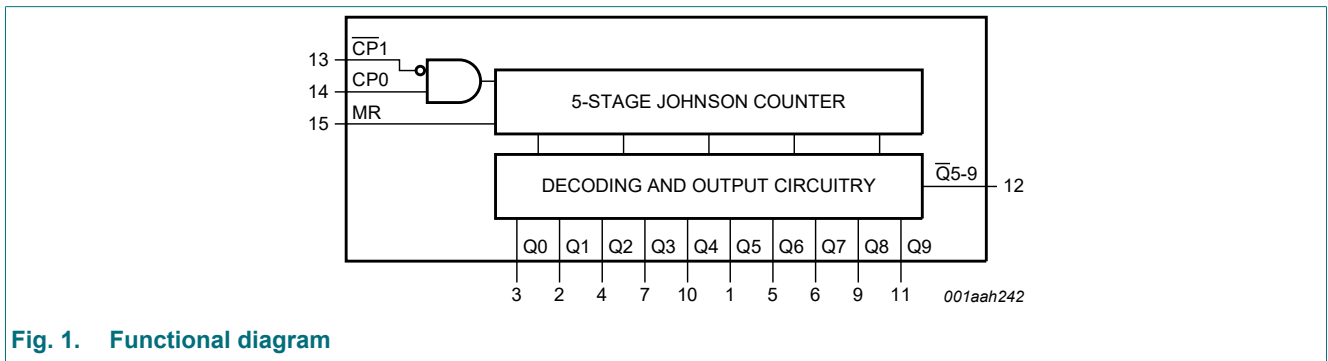 C̅P̅1
13
CP0
14
MR
15
5-STAGE JOHNSON COUNTER
DECODING AND OUTPUT CIRCUITRY
Q̅5-9
12
Q0 Q1 Q2 Q3 Q4 Q5 Q6 Q7 Q8 Q9
3 2 4 7 10 1 5 6 9 11
001aah242
Fig. 1. Functional diagram